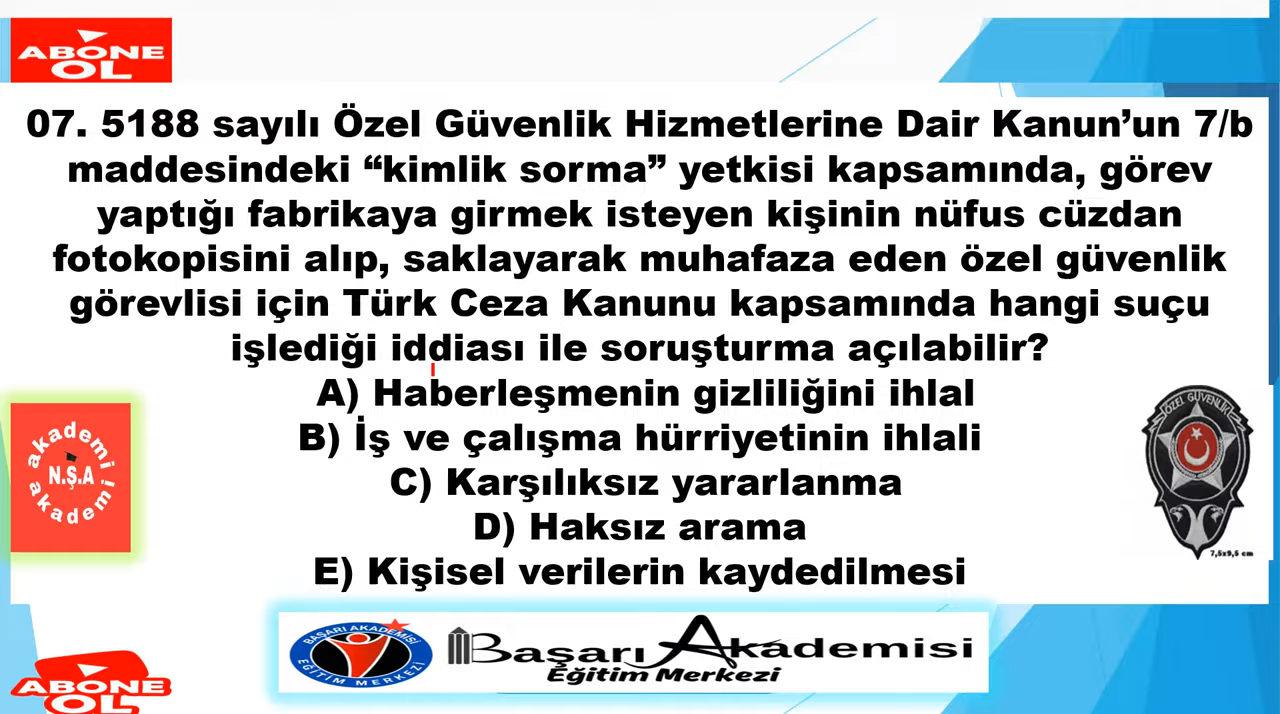 ABONE
OL
07. 5188 sayılı Özel Güvenlik Hizmetlerine Dair Kanun’un 7/b
maddesindeki “kimlik sorma” yetkisi kapsamında, görev
yaptığı fabrikaya girmek isteyen kişinin nüfus cüzdan
fotokopisini alıp, saklayarak muhafaza eden özel güvenlik
görevlisi için Türk Ceza Kanunu kapsamında hangi suçu
işlediği iddiası ile soruşturma açılabilir?
A) Haberleşmenin gizliliğini ihlal
B) İş ve çalışma hürriyetinin ihlali
C) Karşılıksız yararlanma
D) Haksız arama
E) Kişisel verilerin kaydedilmesi
akademi
N.Ş.A
akademi
ÖZEL GÜVENLİK
7,5x9,5 cm
BAŞARI AKADEMİSİ
EĞİTİM MERKEZİ
Başarı Akademisi
Eğitim Merkezi
ABONE
OL